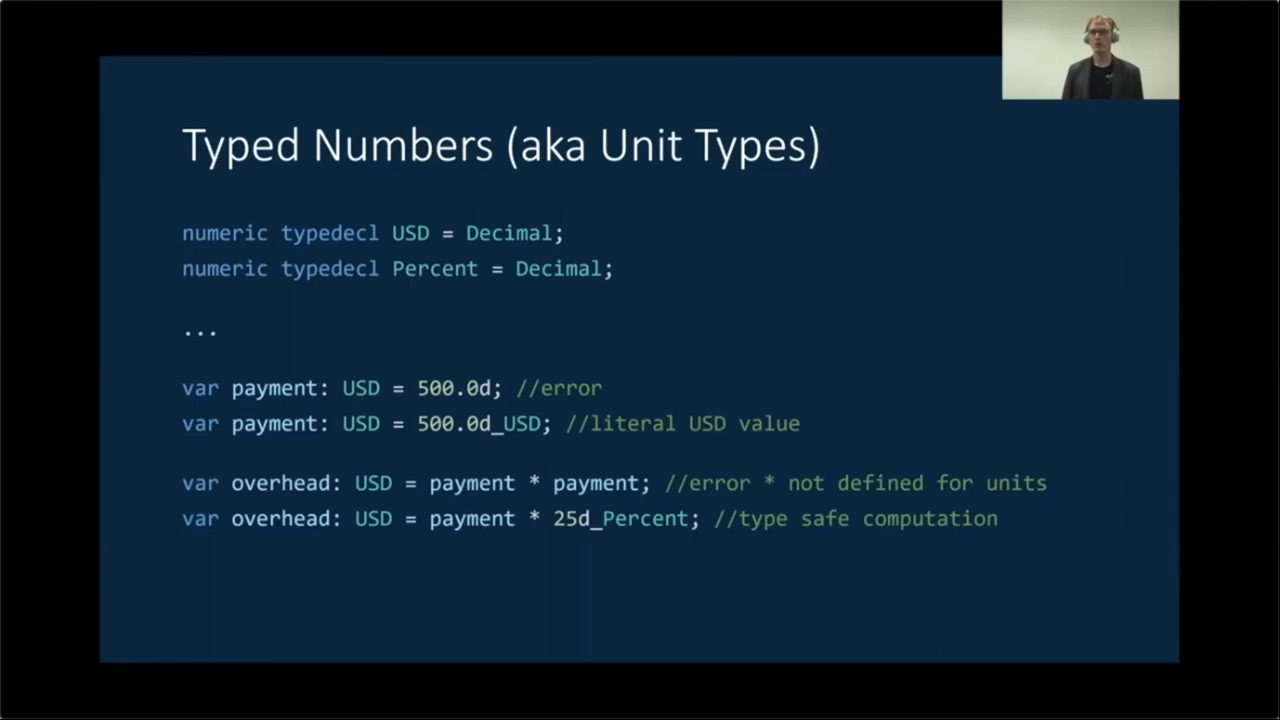 Typed Numbers (aka Unit Types)
numeric typedecl USD = Decimal;
numeric typedecl Percent = Decimal;
...
var payment: USD = 500.0d; //error
var payment: USD = 500.0d_USD; //literal USD value
var overhead: USD = payment * payment; //error * not defined for units
var overhead: USD = payment * 25d_Percent; //type safe computation